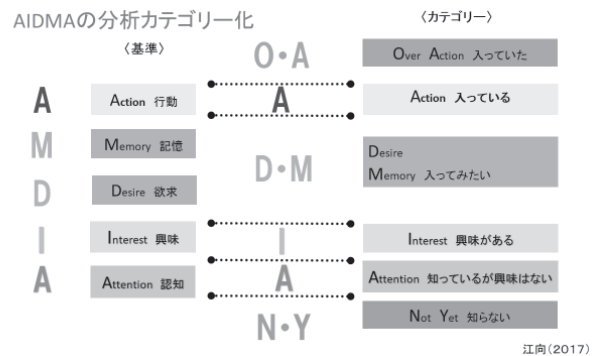 AIDMAの分析カテゴリー化
〈基準〉
〈カテゴリー〉
O・A
Over Action 入っていた
A
Action 行動
A
Action 入っている
M
Memory 記憶
D・M
Desire
Memory 入ってみたい
D
Desire 欲求
I
Interest 興味
I
Interest 興味がある
A
Attention 認知
A
Attention 知っているが興味はない
N・Y
Not Yet 知らない
江向(2017)